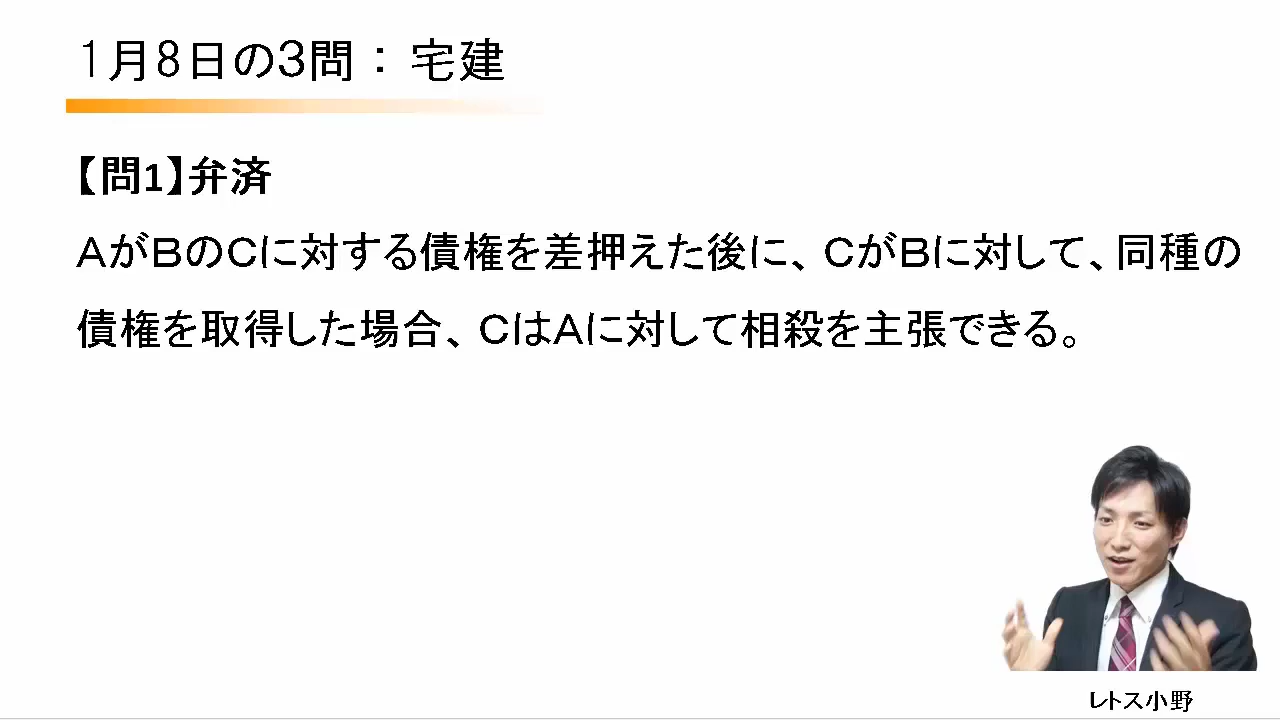 1月8日の3問：宅建
【問1】弁済
ＡがＢのＣに対する債権を差押えた後に、ＣがＢに対して、同種の
債権を取得した場合、ＣはＡに対して相殺を主張できる。
レトス小野